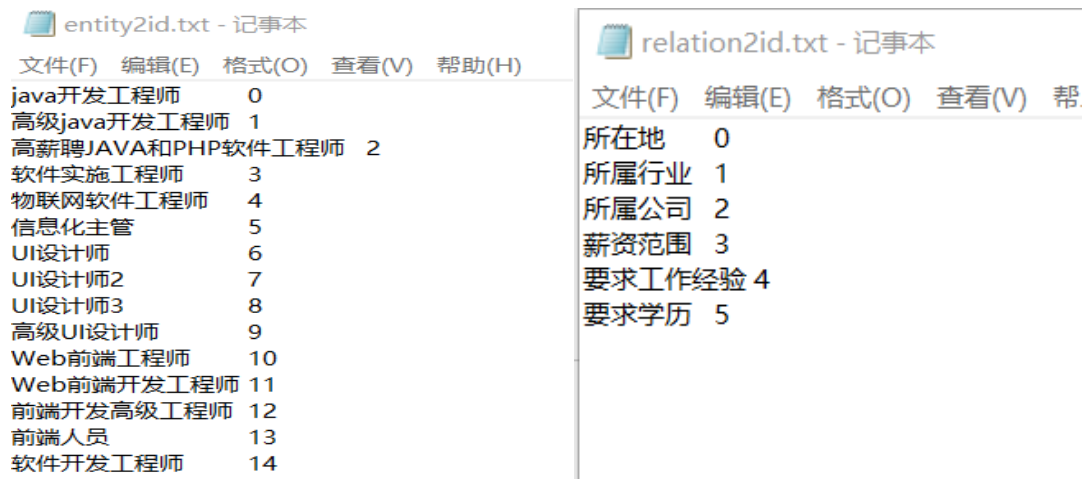 entity2id.txt - 记事本
文件(F) 编辑(E) 格式(O) 查看(V) 帮助(H)
java开发工程师 0
高级java开发工程师 1
高薪聘JAVA和PHP软件工程师 2
软件实施工程师 3
物联网软件工程师 4
信息化主管 5
UI设计师 6
UI设计师2 7
UI设计师3 8
高级UI设计师 9
Web前端工程师 10
Web前端开发工程师 11
前端开发高级工程师 12
前端人员 13
软件开发工程师 14
relation2id.txt - 记事本
文件(F) 编辑(E) 格式(O) 查看(V) 帮
所在地 0
所属行业 1
所属公司 2
薪资范围 3
要求工作经验 4
要求学历 5